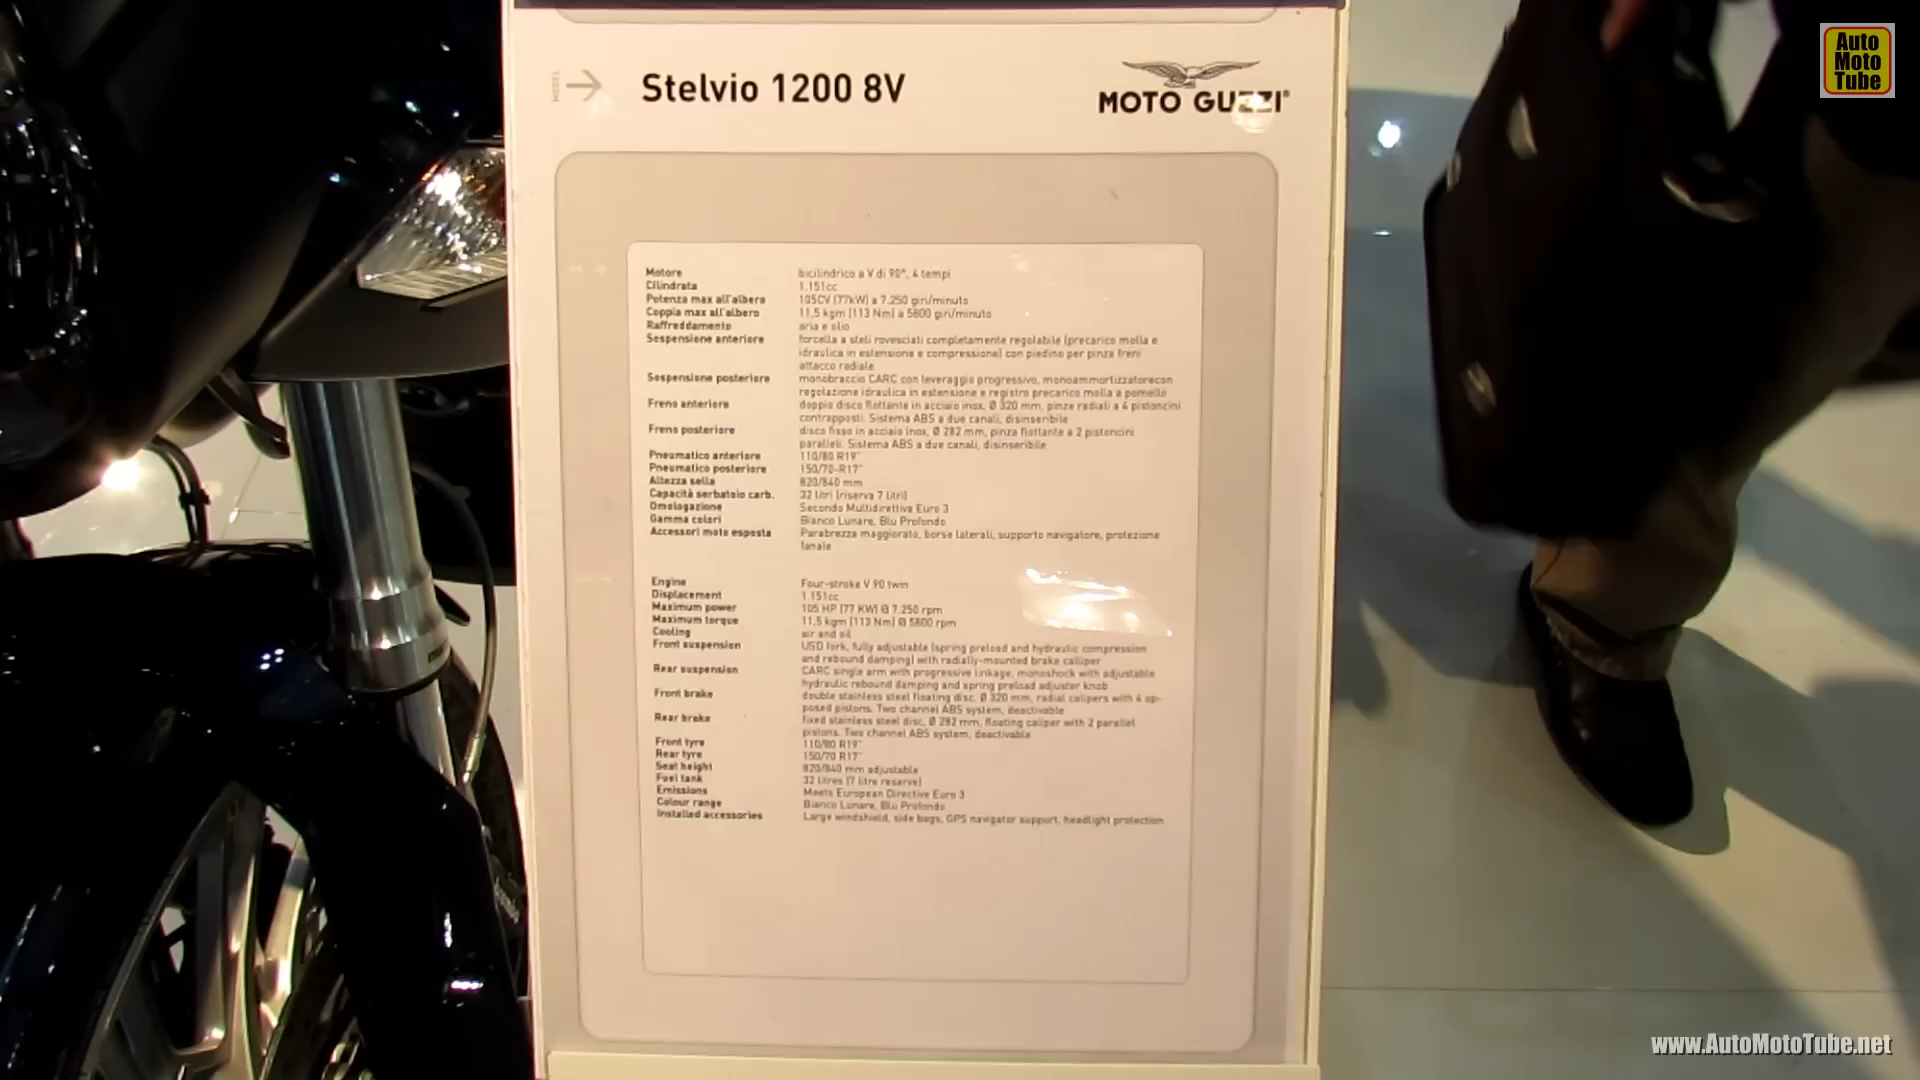 MODEL
Stelvio 1200 8V
MOTO GUZZI®
Auto
Moto
Tube
Motore bicilindrico a V di 90°, 4 tempi
Cilindrata 1.151cc
Potenza max all'albero 105CV (77kW) a 7.250 giri/minuto
Coppia max all'albero 11,5 kgm (113 Nm) a 5800 giri/minuto
Raffreddamento aria e olio
Sospensione anteriore forcella a steli rovesciati completamente regolabile (precarico molla e
idraulica in estensione e compressione) con piedino per pinza freni
attacco radiale
Sospensione posteriore monobraccio CARC con leveraggio progressivo, monoammortizzatorecon
regolazione idraulica in estensione e registro precarico molla a pomello
Freno anteriore doppio disco flottante in acciaio inox, Ø 320 mm, pinze radiali a 4 pistoncini
contrapposti. Sistema ABS a due canali, disinseribile
Freno posteriore disco fisso in acciaio inox, Ø 282 mm, pinza flottante a 2 pistoncini
paralleli. Sistema ABS a due canali, disinseribile
Pneumatico anteriore 110/80 R19"
Pneumatico posteriore 150/70-R17"
Altezza sella 820/840 mm
Capacità serbatoio carb. 32 litri (riserva 7 litri)
Omologazione Secondo Multidirettiva Euro 3
Gamma colori Bianco Lunare, Blu Profondo
Accessori moto esposta Parabrezza maggiorato, borse laterali, supporto navigatore, protezione
fanale
Engine Four-stroke V 90 twin
Displacement 1.151cc
Maximum power 105 HP (77 KW) @ 7.250 rpm
Maximum torque 11,5 kgm (113 Nm) @ 5800 rpm
Cooling air and oil
Front suspension USD fork, fully adjustable (spring preload and hydraulic compression
and rebound damping) with radially-mounted brake calliper
Rear suspension CARC single arm with progressive linkage, monoshock with adjustable
hydraulic rebound damping and spring preload adjuster knob
Front brake double stainless steel floating disc, Ø 320 mm, radial calipers with 4 op-
posed pistons. Two channel ABS system, deactivable
Rear brake fixed stainless steel disc, Ø 282 mm, floating caliper with 2 parallel
pistons. Two channel ABS system, deactivable
Front tyre 110/80 R19"
Rear tyre 150/70 R17"
Seat height 820/840 mm adjustable
Fuel tank 32 litres (7 litre reserve)
Emissions Meets European Directive Euro 3
Colour range Bianco Lunare, Blu Profondo
Installed accessories Large windshield, side bags, GPS navigator support, headlight protection
www.AutoMotoTube.net